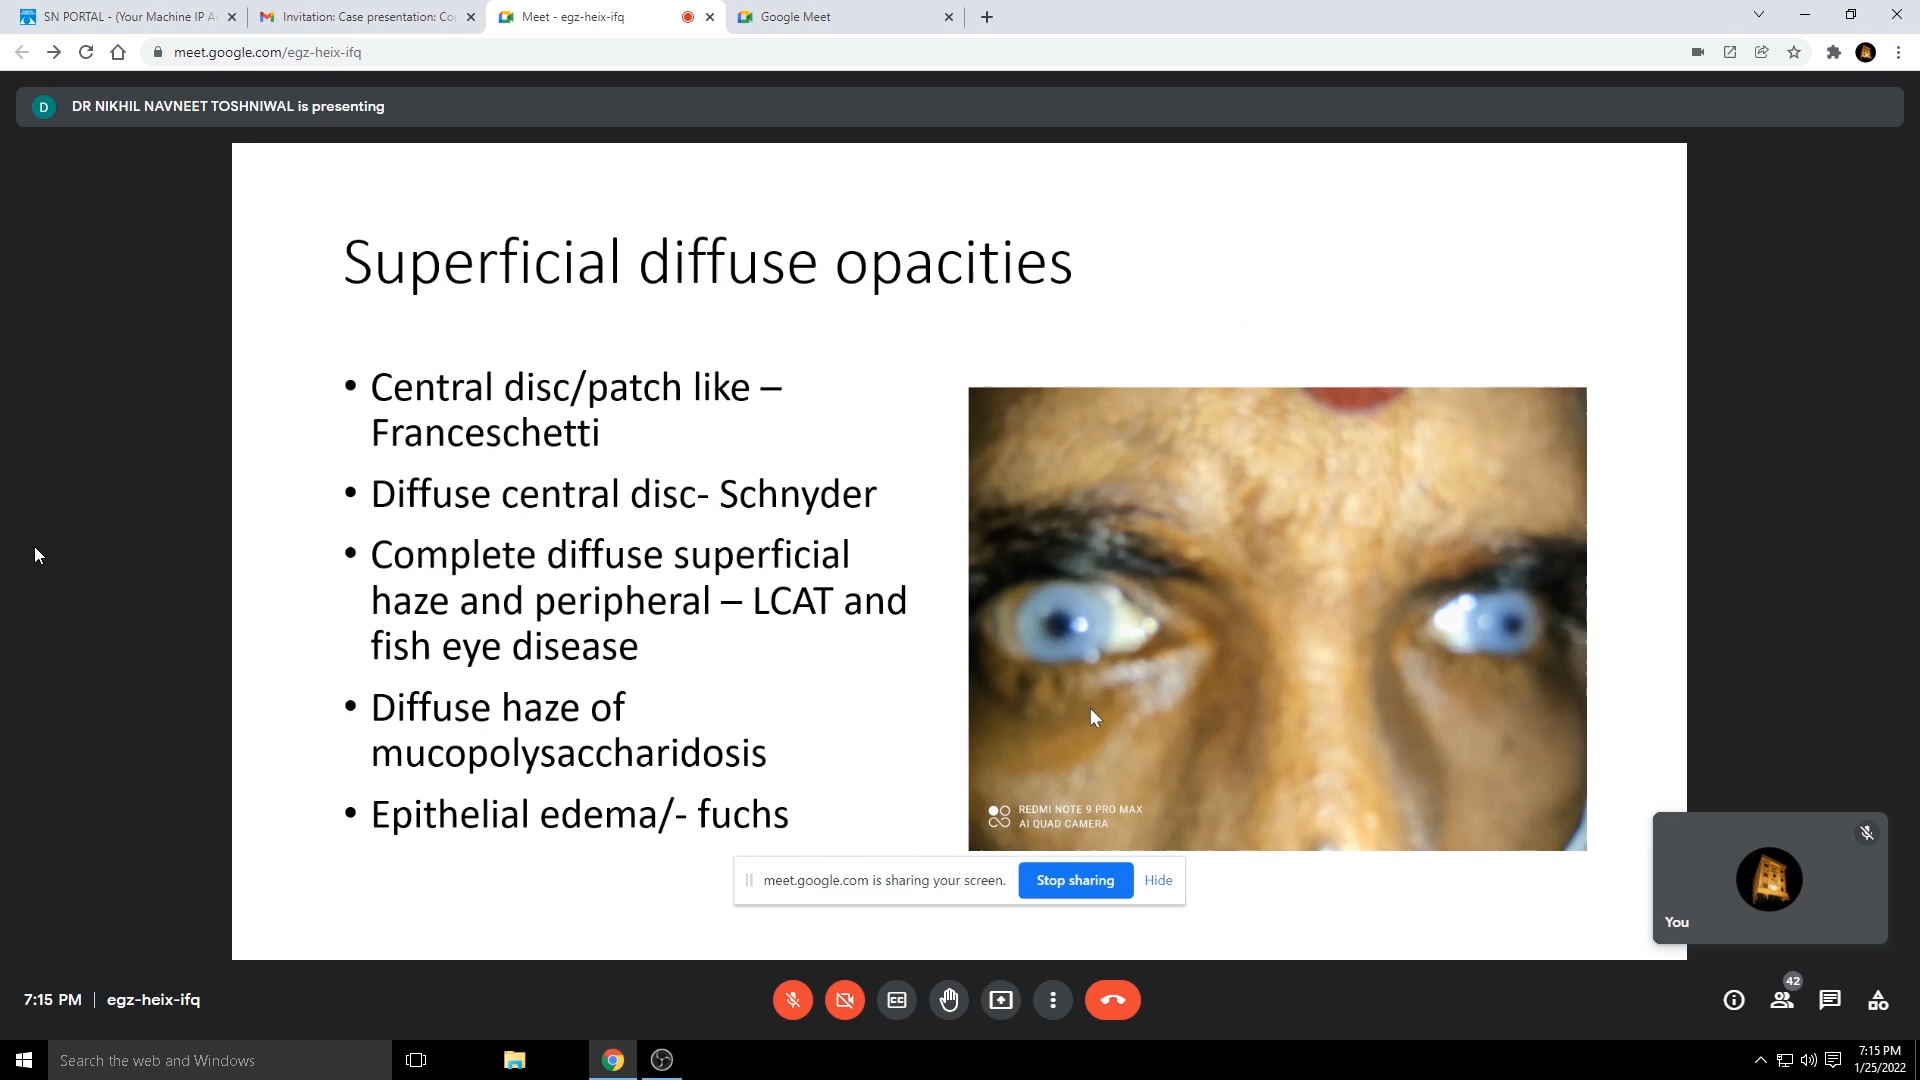 SN PORTAL - (Your Machine IP A
Invitation: Case presentation: Co
Meet - egz-heix-ifq
Google Meet
meet.google.com/egz-heix-ifq
D
DR NIKHIL NAVNEET TOSHNIWAL is presenting
Superficial diffuse opacities
• Central disc/patch like –
Franceschetti
• Diffuse central disc- Schnyder
• Complete diffuse superficial
haze and peripheral – LCAT and
fish eye disease
• Diffuse haze of
mucopolysaccharidosis
• Epithelial edema/- fuchs
REDMI NOTE 9 PRO MAX
AI QUAD CAMERA
meet.google.com is sharing your screen.
Stop sharing
Hide
You
7:15 PM | egz-heix-ifq
CC
42
Search the web and Windows
7:15 PM
1/25/2022